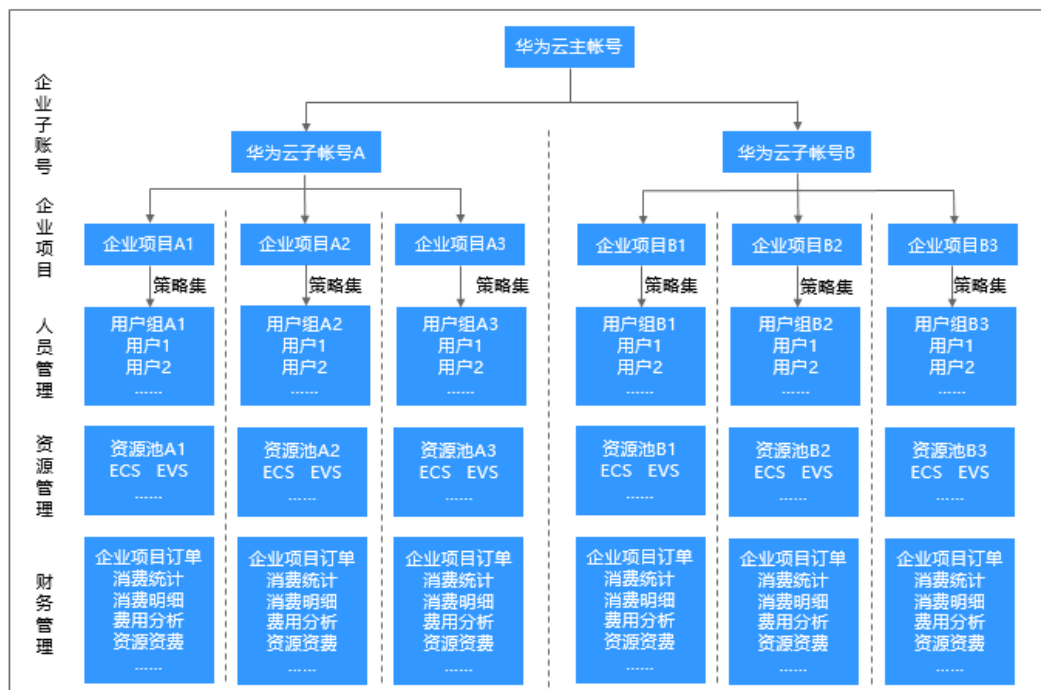 华为云主帐号
企业子账号
华为云子帐号A
华为云子帐号B
企业项目
企业项目A1
企业项目A2
企业项目A3
企业项目B1
企业项目B2
企业项目B3
策略集
策略集
策略集
策略集
策略集
策略集
人员管理
用户组A1
用户1
用户2
......
用户组A2
用户1
用户2
......
用户组A3
用户1
用户2
......
用户组B1
用户1
用户2
......
用户组B2
用户1
用户2
......
用户组B3
用户1
用户2
......
资源管理
资源池A1
ECS EVS
......
资源池A2
ECS EVS
......
资源池A3
ECS EVS
......
资源池B1
ECS EVS
......
资源池B2
ECS EVS
......
资源池B3
ECS EVS
......
财务管理
企业项目订单
消费统计
消费明细
费用分析
资源资费
......
企业项目订单
消费统计
消费明细
费用分析
资源资费
......
企业项目订单
消费统计
消费明细
费用分析
资源资费
......
企业项目订单
消费统计
消费明细
费用分析
资源资费
......
企业项目订单
消费统计
消费明细
费用分析
资源资费
......
企业项目订单
消费统计
消费明细
费用分析
资源资费
......